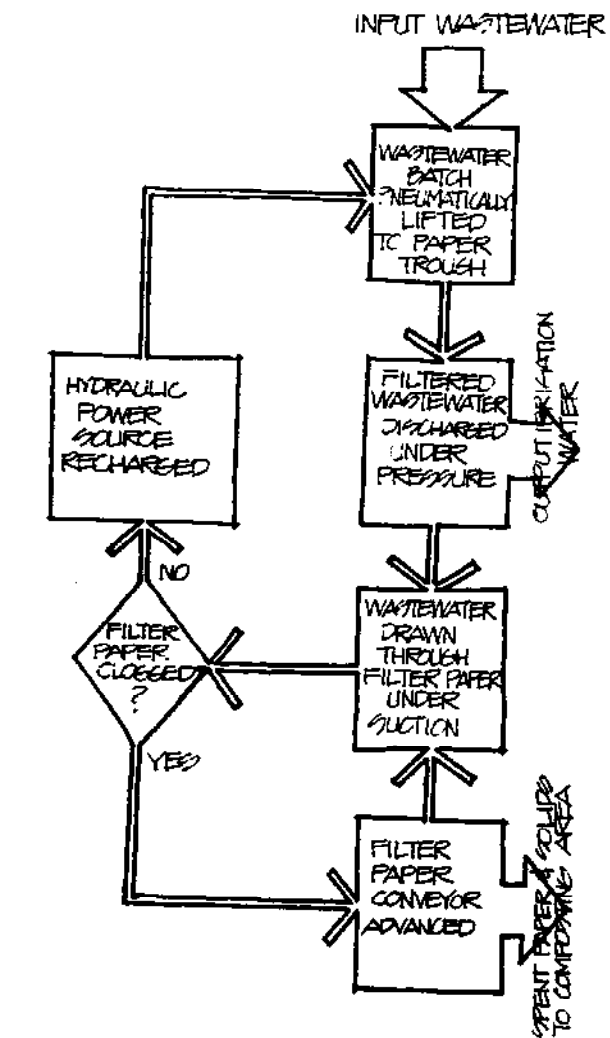 INPUT WASTEWATER
WASTEWATER
BATCH
PNEUMATICALLY
LIFTED
TO PAPER
TROUGH
FILTERED
WASTEWATER
DISCHARGED
UNDER
PRESSURE
OUTPUT IRRIGATION
WATER
HYDRAULIC
POWER
SOURCE
RECHARGED
NO
FILTER
PAPER
CLOGGED
?
YES
WASTEWATER
DRAWN
THROUGH
FILTER PAPER
UNDER
SUCTION
FILTER
PAPER
CONVEYOR
ADVANCED
SPENT PAPER & SOLIDS
TO COMPOSTING AREA